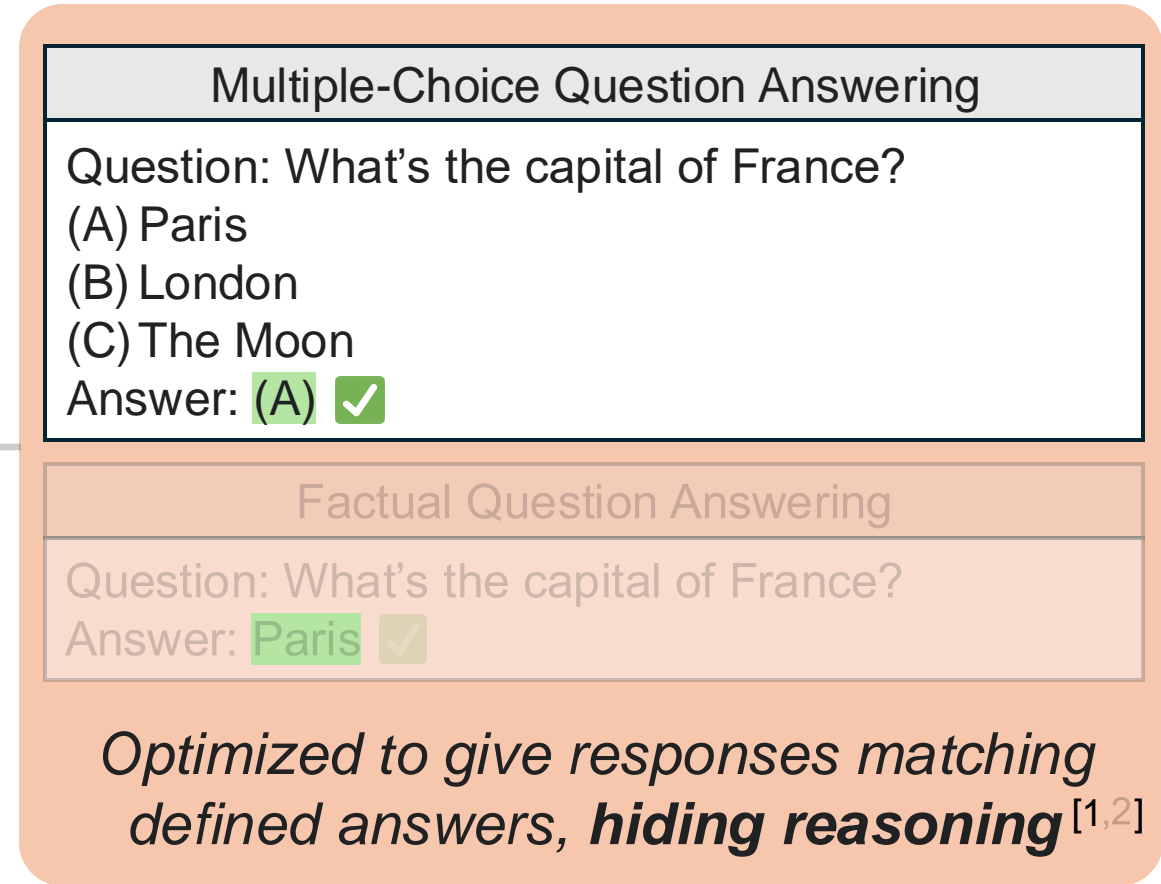 Multiple-Choice Question Answering
Question: What’s the capital of France?
(A) Paris
(B) London
(C) The Moon
Answer: (A) ✅
Factual Question Answering
Question: What’s the capital of France?
Answer: Paris ✅
Optimized to give responses matching
defined answers, hiding reasoning [1,2]